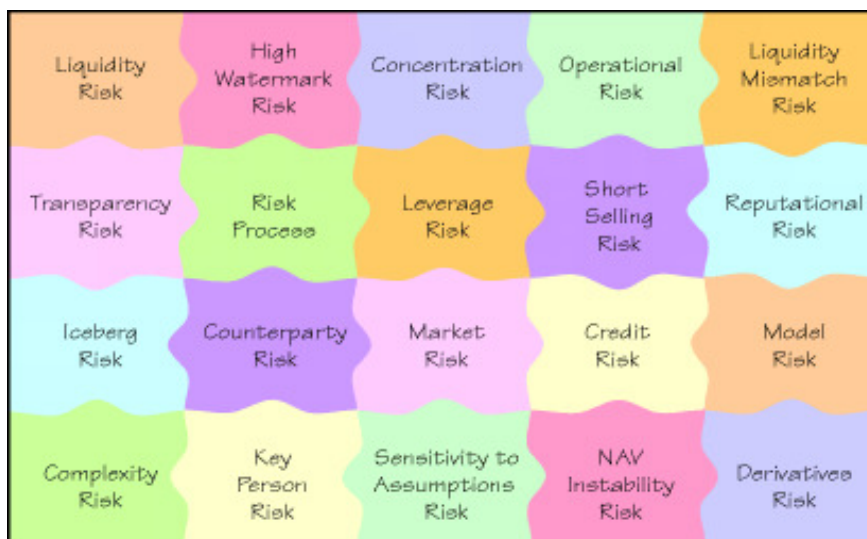 Liquidity
Risk
High
Watermark
Risk
Concentration
Risk
Operational
Risk
Liquidity
Mismatch
Risk
Transparency
Risk
Risk
Process
Leverage
Risk
Short
Selling
Risk
Reputational
Risk
Iceberg
Risk
Counterparty
Risk
Market
Risk
Credit
Risk
Model
Risk
Complexity
Risk
Key
Person
Risk
Sensitivity to
Assumptions
Risk
NAV
Instability
Risk
Derivatives
Risk